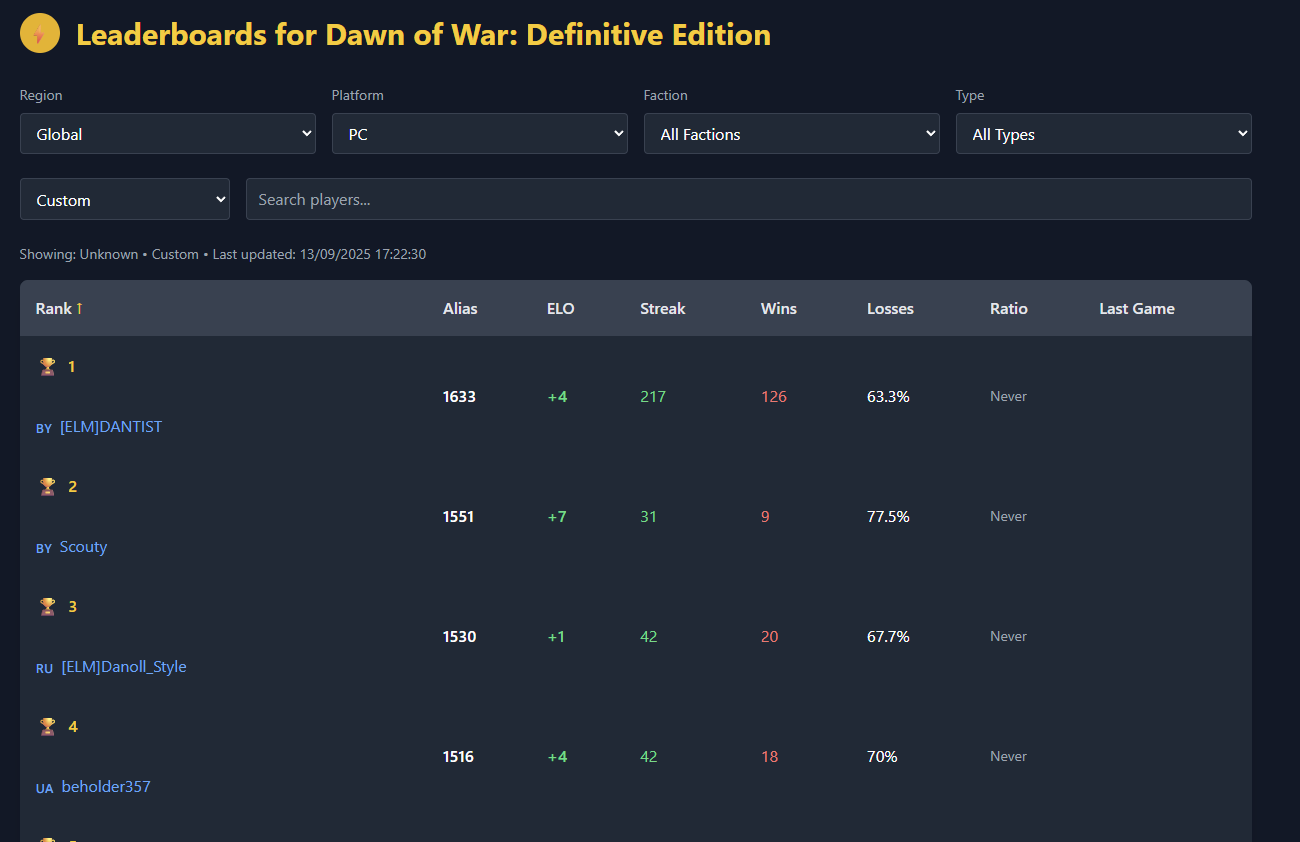 Leaderboards for Dawn of War: Definitive Edition
Region Platform Faction Type
Global PC All Factions All Types
Custom Search players...
Showing: Unknown • Custom • Last updated: 13/09/2025 17:22:30
Rank ↑ Alias ELO Streak Wins Losses Ratio Last Game
1
1633 +4 217 126 63.3% Never
BY [ELM]DANTIST
2
1551 +7 31 9 77.5% Never
BY Scouty
3
1530 +1 42 20 67.7% Never
RU [ELM]Danoll_Style
4
1516 +4 42 18 70% Never
UA beholder357